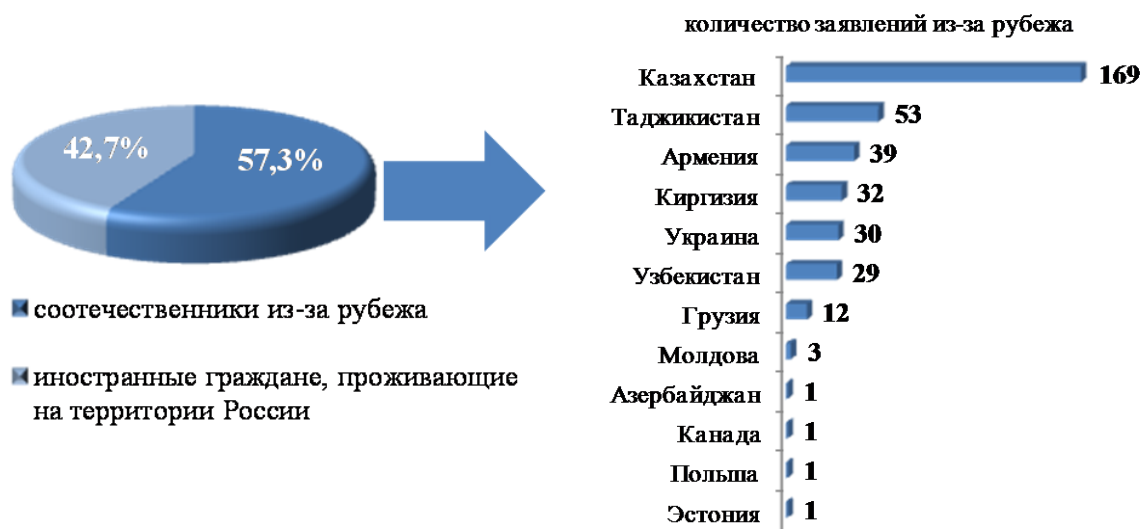 42,7%
57,3%
соотечественники из-за рубежа
иностранные граждане, проживающие
на территории России
количество заявлений из-за рубежа
Казахстан 169
Таджикистан 53
Армения 39
Киргизия 32
Украина 30
Узбекистан 29
Грузия 12
Молдова 3
Азербайджан 1
Канада 1
Польша 1
Эстония 1